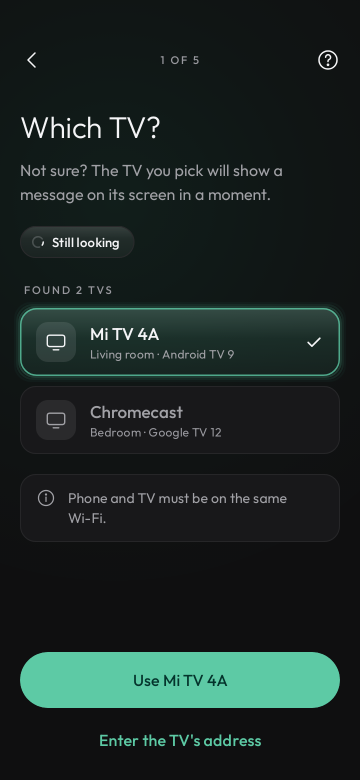 1 OF 5
Which TV?
Not sure? The TV you pick will show a
message on its screen in a moment.
Still looking
FOUND 2 TVS
Mi TV 4A
Living room · Android TV 9
Chromecast
Bedroom · Google TV 12
Phone and TV must be on the same
Wi-Fi.
Use Mi TV 4A
Enter the TV's address